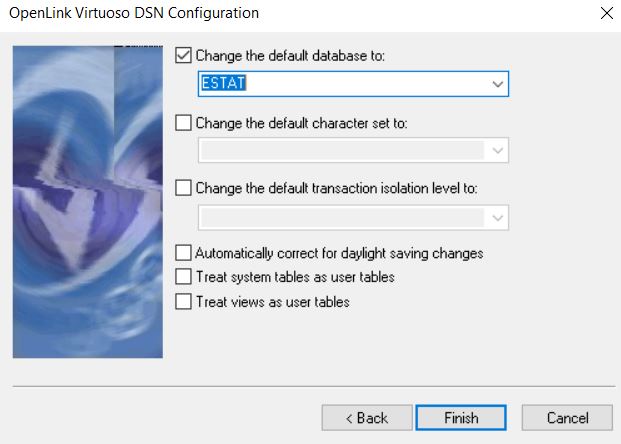 OpenLink Virtuoso DSN Configuration
Change the default database to:
ESTAT
Change the default character set to:
Change the default transaction isolation level to:
Automatically correct for daylight saving changes
Treat system tables as user tables
Treat views as user tables
< Back
Finish
Cancel